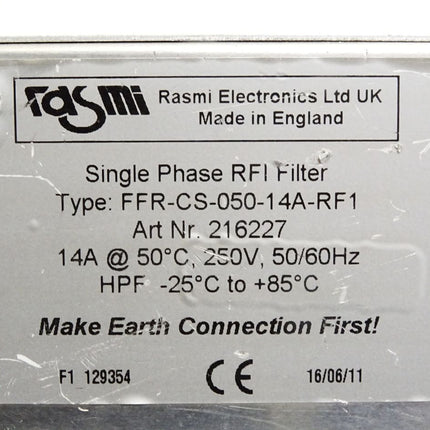 rasmi
Rasmi Electronics Ltd UK
Made in England
Single Phase RFI Filter
Type: FFR-CS-050-14A-RF1
Art Nr. 216227
14A @ 50°C, 250V, 50/60Hz
HPF -25°C to +85°C
Make Earth Connection First!
F1_129354 CE 16/06/11